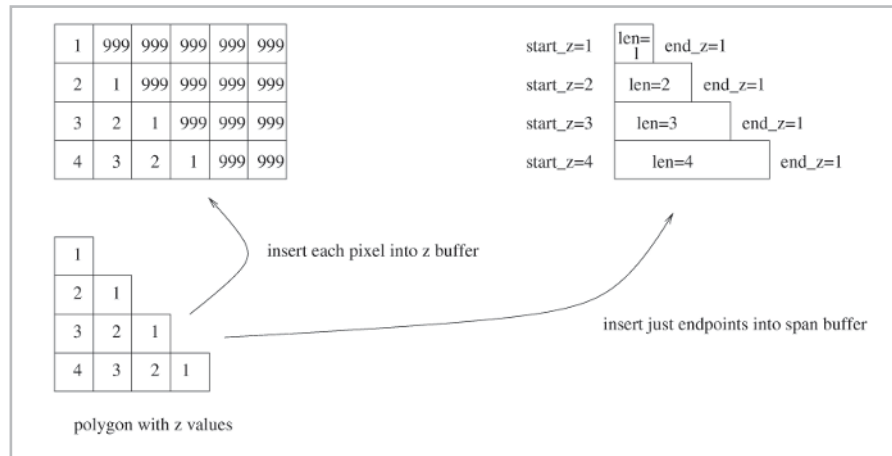 1 999 999 999 999 999
2 1 999 999 999 999
3 2 1 999 999 999
4 3 2 1 999 999
start_z=1 len= 1 end_z=1
start_z=2 len=2 end_z=1
start_z=3 len=3 end_z=1
start_z=4 len=4 end_z=1
insert each pixel into z buffer
1
2 1
3 2 1
4 3 2 1
insert just endpoints into span buffer
polygon with z values